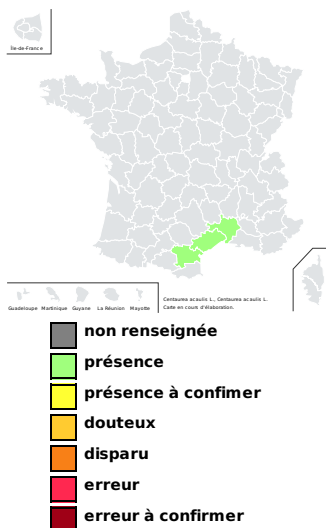 Île-de-France
Guadeloupe Martinique Guyane La Réunion Mayotte
Centaurea acaulis L., Centaurea acaulis L.
Carte en cours d'élaboration.
non renseignée
présence
présence à confimer
douteux
disparu
erreur
erreur à confirmer